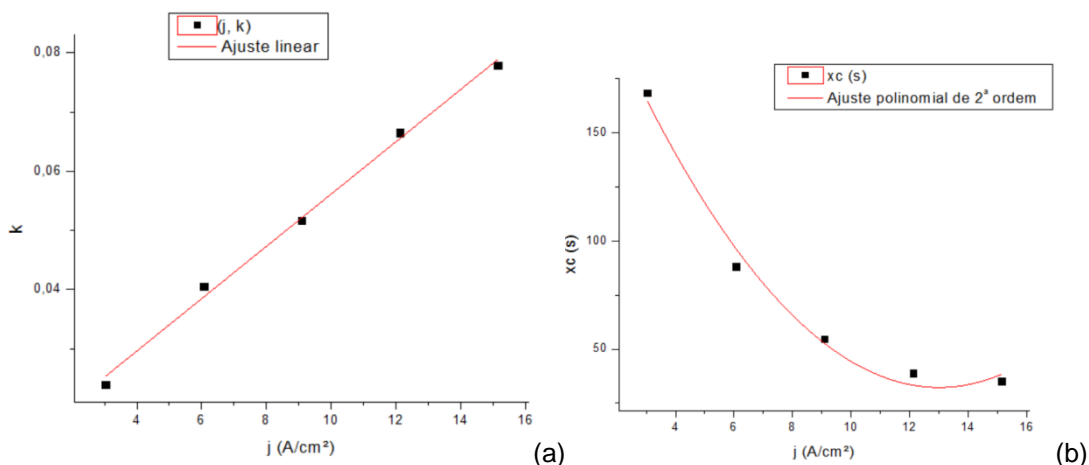 (j, k)
Ajuste linear
0,08
0,06
0,04
k
4 6 8 10 12 14 16
j (A/cm²)
(a)
xc (s)
Ajuste polinomial de 2ª ordem
150
100
50
xc (s)
4 6 8 10 12 14 16
j (A/cm²)
(b)